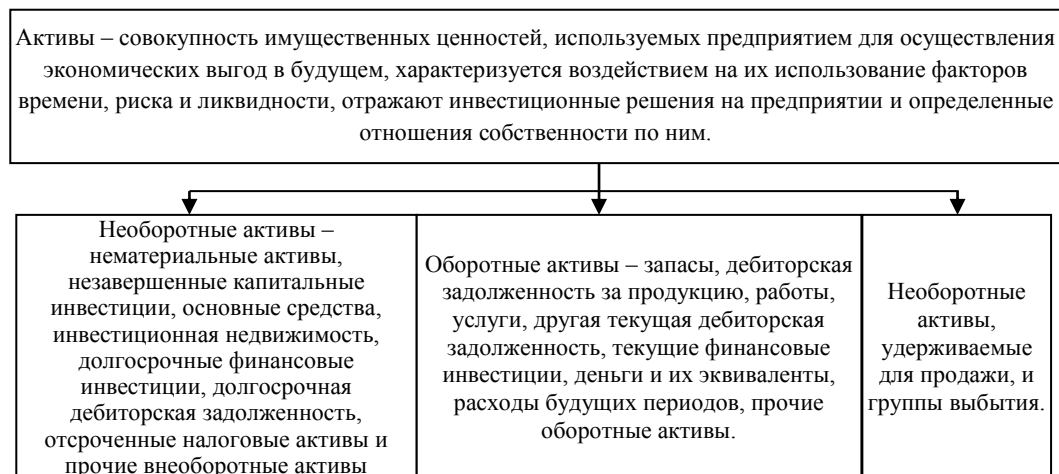 Активы – совокупность имущественных ценностей, используемых предприятием для осуществления
экономических выгод в будущем, характеризуется воздействием на их использование факторов
времени, риска и ликвидности, отражают инвестиционные решения на предприятии и определенные
отношения собственности по ним.
Необоротные активы –
нематериальные активы,
незавершенные капитальные
инвестиции, основные средства,
инвестиционная недвижимость,
долгосрочные финансовые
инвестиции, долгосрочная
дебиторская задолженность,
отсроченные налоговые активы и
прочие внеоборотные активы
Оборотные активы – запасы, дебиторская
задолженность за продукцию, работы,
услуги, другая текущая дебиторская
задолженность, текущие финансовые
инвестиции, деньги и их эквиваленты,
расходы будущих периодов, прочие
оборотные активы.
Необоротные
активы,
удерживаемые
для продажи, и
группы выбытия.